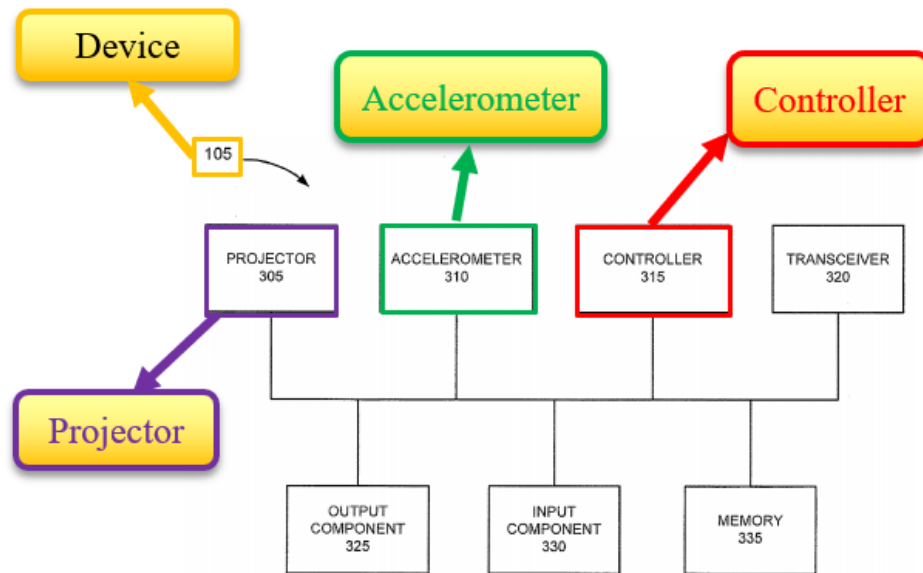 Device
Accelerometer
Controller
105
PROJECTOR
305
ACCELEROMETER
310
CONTROLLER
315
TRANSCEIVER
320
Projector
OUTPUT
COMPONENT
325
INPUT
COMPONENT
330
MEMORY
335